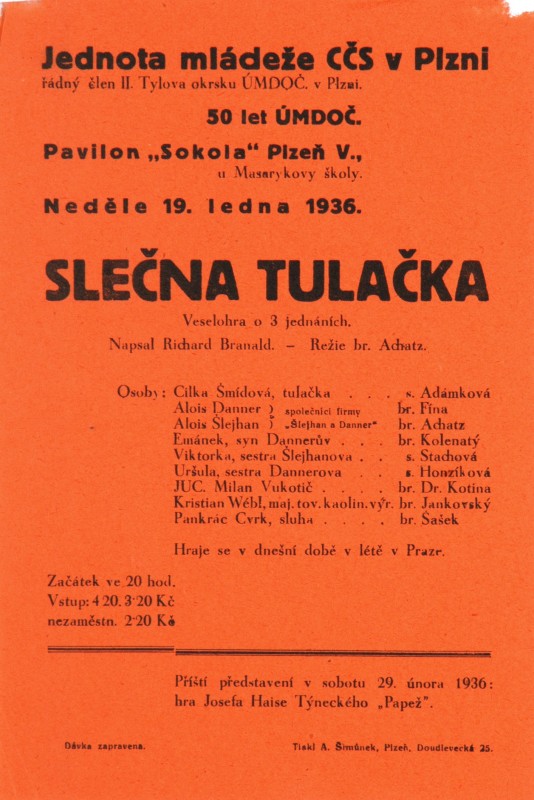 Jednota mládeže CČS v Plzni
řádný člen II. Tylova okrsku ÚMDOČ. v Plzni.
50 let ÚMDOČ.
Pavilon „Sokola“ Plzeň V.,
u Masarykovy školy.
Neděle 19. ledna 1936.
SLEČNA TULAČKA
Veselohra o 3 jednáních.
Napsal Richard Branald. – Režie br. Achatz.
Osoby: Cilka Šmídová, tulačka . . . s. Adámková
Alois Danner ) společníci firmy br. Fína
Alois Šlejhan ) „Šlejhan a Danner“ br. Achatz
Emánek, syn Dannerův . . . br. Kolenatý
Viktorka, sestra Šlejhanova . . s. Stachová
Uršula, sestra Dannerova . . s. Honzíková
JUC. Milan Vukotič . . . . br. Dr. Kotina
Kristian Wébl, maj. tov. kaolin. výr. br. Jankovský
Pankrác Cvrk, sluha . . . . br. Šašek
Hraje se v dnešní době v létě v Praze.
Začátek ve 20 hod.
Vstup: 4·20. 3·20 Kč
nezaměstn. 2·20 Kč
Příští představení v sobotu 29. února 1936:
hra Josefa Haise Týneckého „Papež“.
Dávka zapravena.
Tiskl A. Šimůnek, Plzeň, Doudlevecká 25.